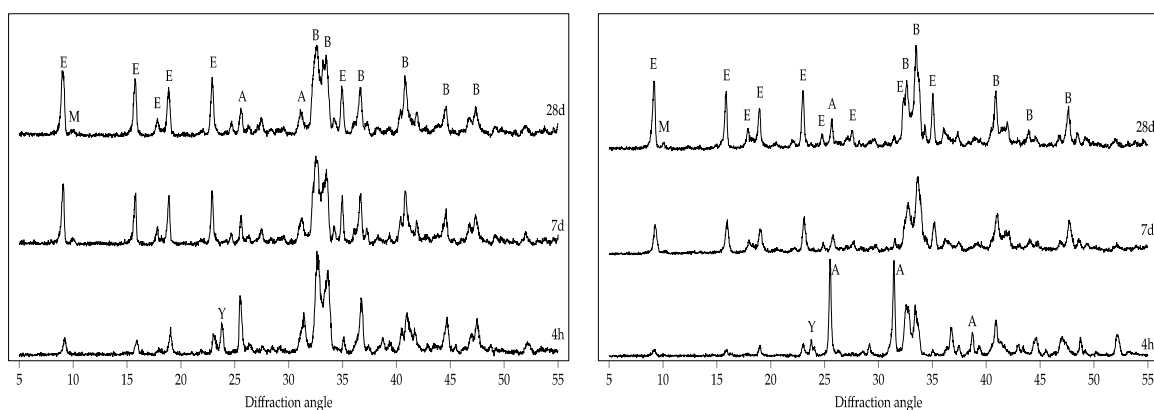 E M E E E E A A B B E B B B B 28d
7d
Y 4h
5 10 15 20 25 30 35 40 45 50 55
Diffraction angle
E M E E E E E A E E B B E B B B 28d
7d
Y A A A 4h
5 10 15 20 25 30 35 40 45 50 55
Diffraction angle